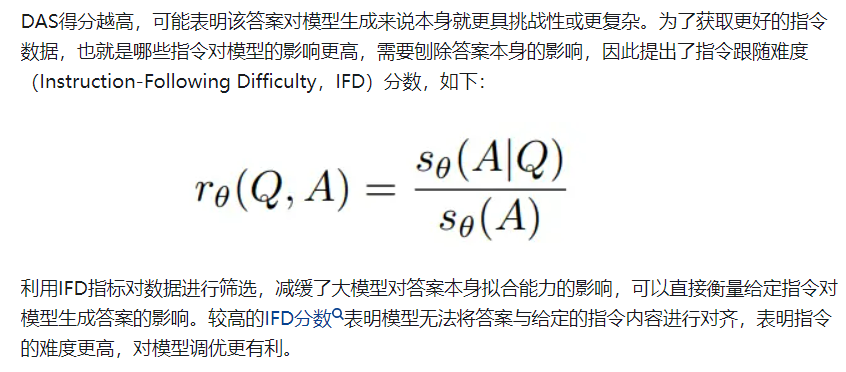 DAS得分越高，可能表明该答案对模型生成来说本身就更具挑战性或更复杂。为了获取更好的指令
数据，也就是哪些指令对模型的影响更高，需要刨除答案本身的影响，因此提出了指令跟随难度
（Instruction-Following Difficulty，IFD）分数，如下：
rθ(Q, A) = sθ(A|Q) / sθ(A)
利用IFD指标对数据进行筛选，减缓了大模型对答案本身拟合能力的影响，可以直接衡量给定指令对
模型生成答案的影响。较高的IFD分数表明模型无法将答案与给定的指令内容进行对齐，表明指令
的难度更高，对模型调优更有利。